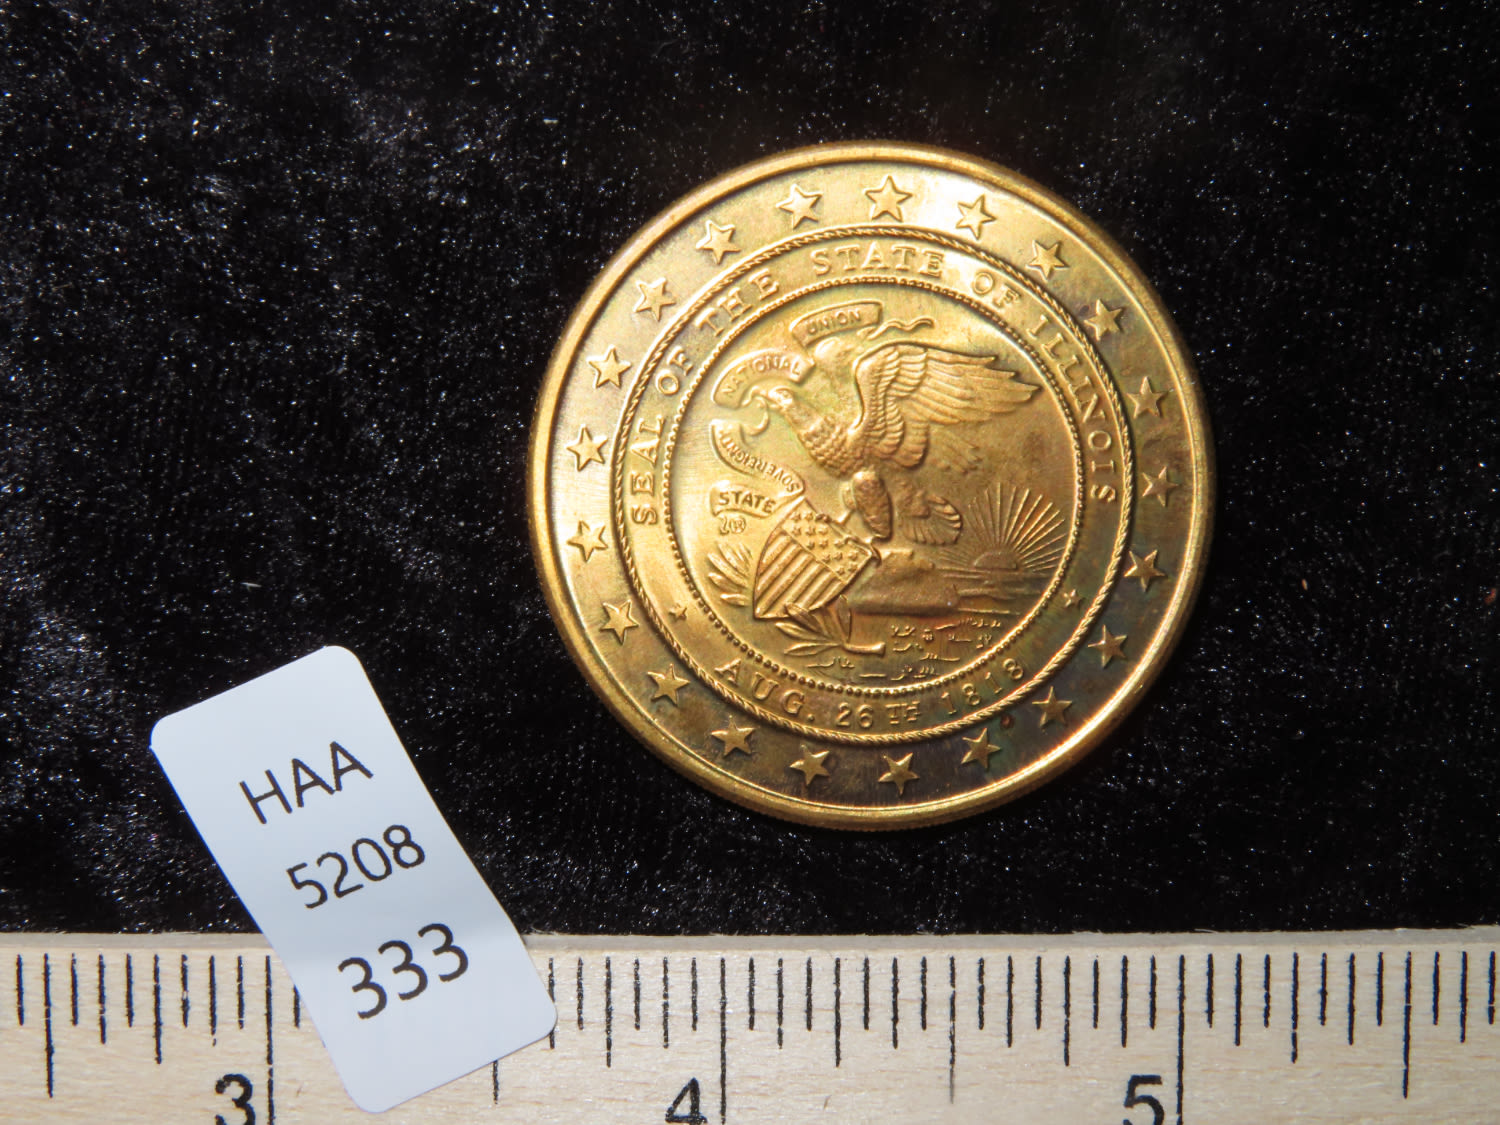 SEAL OF THE STATE OF ILLINOIS
UNION
NATIONAL
SOVEREIGNTY
STATE
AUG. 26TH 1818
HAA
5208
333
3
4
5